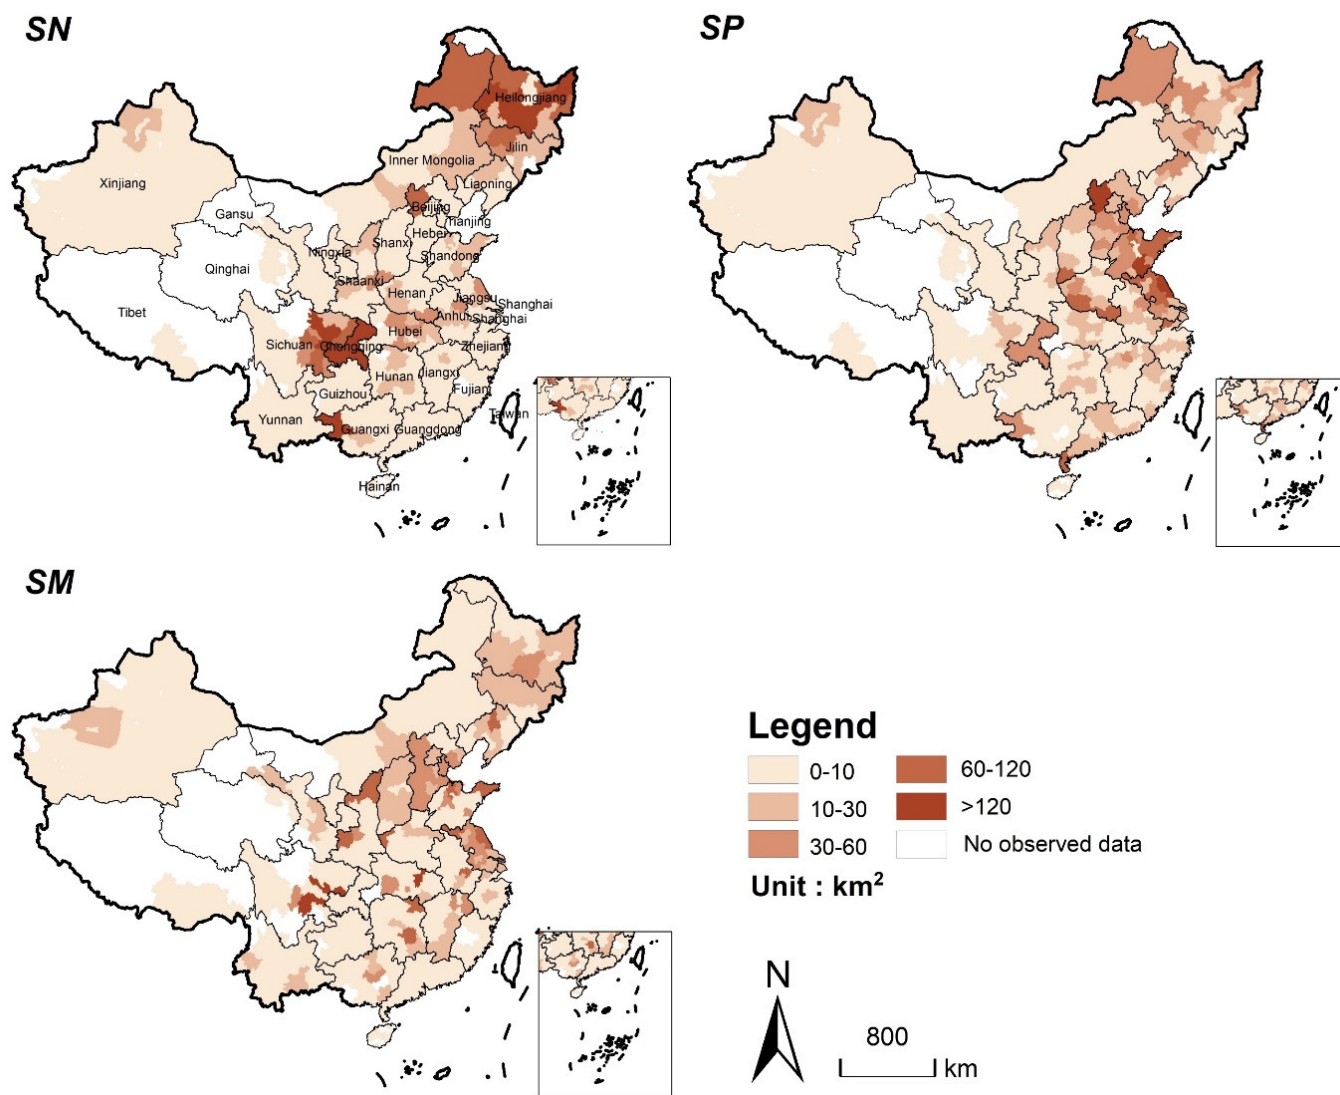 SN
SP
Heilongjiang
Jilin
Inner Mongolia
Liaoning
Xinjiang
Beijing
Tianjing
Gansu
Hebei
Shanxi
Ningxia
Shandong
Qinghai
Shaanxi
Henan
Jiangsu
Shanghai
Tibet
Anhui
Shanghai
Hubei
Sichuan
Chongqing
Zhejiang
Hunan
Jiangxi
Guizhou
Fujian
Taiwan
Yunnan
Guangxi
Guangdong
Hainan
SM
Legend
0-10
60-120
10-30
>120
30-60
No observed data
Unit : km²
N
800
km